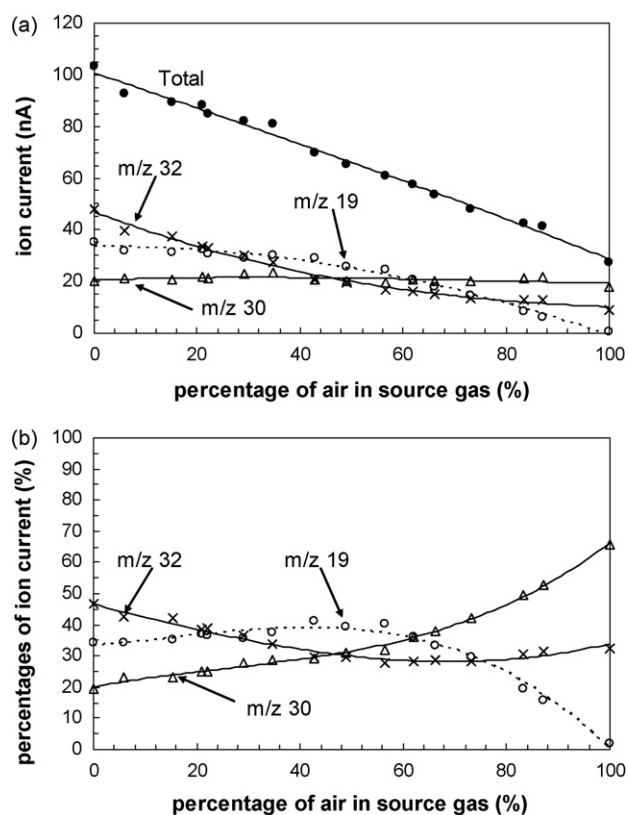 (a)
120
100
80
60
40
20
0
ion current (nA)
Total
m/z 32
m/z 19
m/z 30
0 20 40 60 80 100
percentage of air in source gas (%)
(b)
100
90
80
70
60
50
40
30
20
10
0
percentages of ion current (%)
m/z 32
m/z 19
m/z 30
0 20 40 60 80 100
percentage of air in source gas (%)